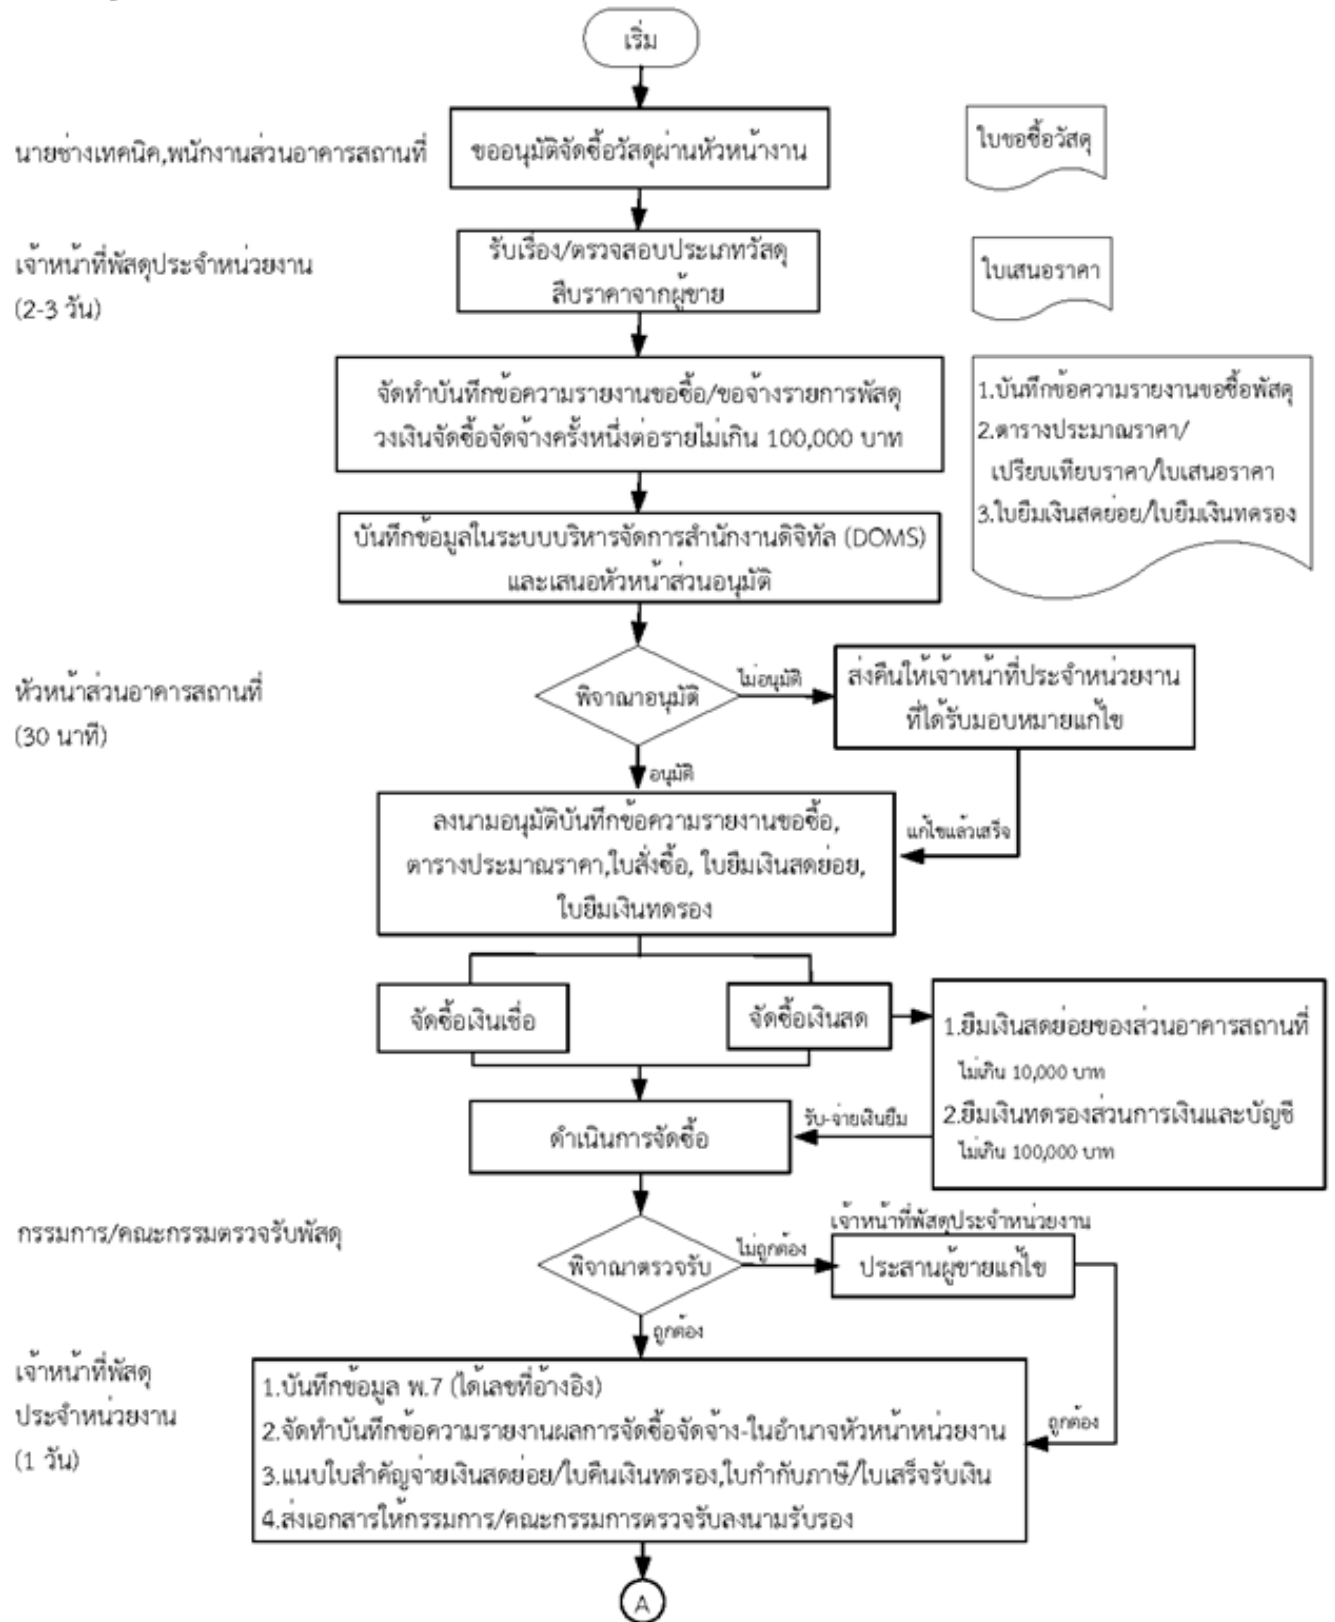 เริ่ม
นายช่างเทคนิค,พนักงานส่วนอาคารสถานที่
ขออนุมัติจัดซื้อวัสดุผ่านหัวหน้างาน
ใบขอซื้อวัสดุ
เจ้าหน้าที่พัสดุประจำหน่วยงาน
(2-3 วัน)
รับเรื่อง/ตรวจสอบประเภทวัสดุ
สืบราคาจากผู้ขาย
ใบเสนอราคา
จัดทำบันทึกข้อความรายงานขอซื้อ/ขอจ้างรายการพัสดุ
วงเงินจัดซื้อจัดจ้างครั้งหนึ่งต่อรายไม่เกิน 100,000 บาท
1.บันทึกข้อความรายงานขอซื้อพัสดุ
2.ตารางประมาณราคา/
เปรียบเทียบราคา/ใบเสนอราคา
3.ใบยืมเงินสดย่อย/ใบยืมเงินทดรอง
บันทึกข้อมูลในระบบบริหารจัดการสำนักงานดิจิทัล (DOMS)
และเสนอหัวหน้าส่วนอนุมัติ
หัวหน้าส่วนอาคารสถานที่
(30 นาที)
พิจาณาอนุมัติ
ไม่อนุมัติ
ส่งคืนให้เจ้าหน้าที่ประจำหน่วยงาน
ที่ได้รับมอบหมายแก้ไข
อนุมัติ
ลงนามอนุมัติบันทึกข้อความรายงานขอซื้อ,
ตารางประมาณราคา,ใบสั่งซื้อ, ใบยืมเงินสดย่อย,
ใบยืมเงินทดรอง
แก้ไขแล้วเสร็จ
จัดซื้อเงินเชื่อ
จัดซื้อเงินสด
1.ยืมเงินสดย่อยของส่วนอาคารสถานที่
ไม่เกิน 10,000 บาท
2.ยืมเงินทดรองส่วนการเงินและบัญชี
ไม่เกิน 100,000 บาท
รับ-จ่ายเงินยืม
ดำเนินการจัดซื้อ
กรรมการ/คณะกรรมตรวจรับพัสดุ
พิจาณาตรวจรับ
ไม่ถูกต้อง
เจ้าหน้าที่พัสดุประจำหน่วยงาน
ประสานผู้ขายแก้ไข
ถูกต้อง
เจ้าหน้าที่พัสดุ
ประจำหน่วยงาน
(1 วัน)
1.บันทึกข้อมูล พ.7 (ได้เลขที่อ้างอิง)
2.จัดทำบันทึกข้อความรายงานผลการจัดซื้อจัดจ้าง-ในอำนาจหัวหน้าหน่วยงาน
3.แนบใบสำคัญจ่ายเงินสดย่อย/ใบคืนเงินทดรอง,ใบกำกับภาษี/ใบเสร็จรับเงิน
4.ส่งเอกสารให้กรรมการ/คณะกรรมการตรวจรับลงนามรับรอง
ถูกต้อง
A